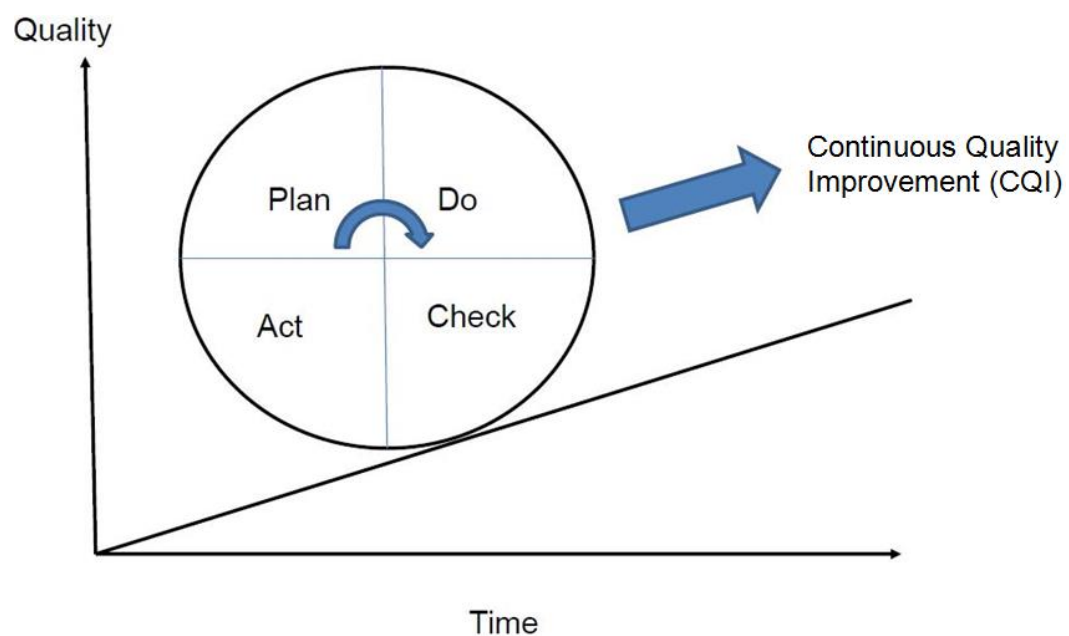 Quality
Continuous Quality
Improvement (CQI)
Plan
Do
Act
Check
Time